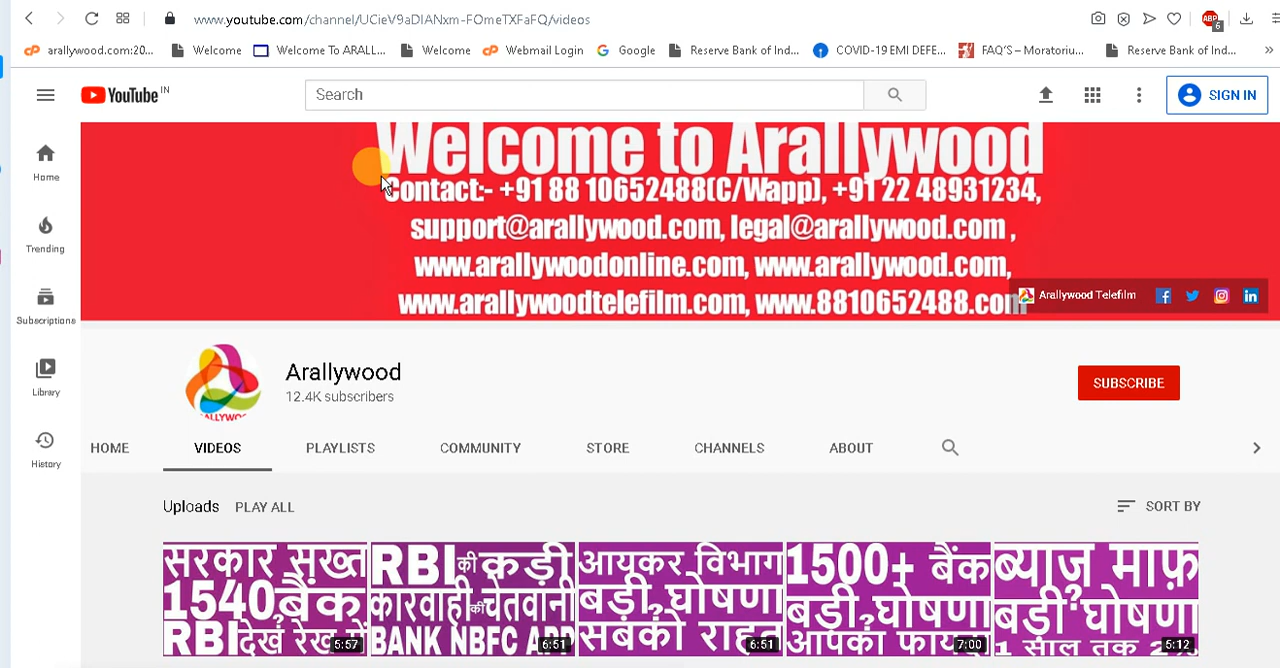 www.youtube.com/channel/UCieV9aDIANxm-FOmeTXFaFQ/videos
ABP
6
arallywood.com:20...
Welcome
Welcome To ARALL...
Welcome
Webmail Login
Google
Reserve Bank of Ind...
COVID-19 EMI DEFE...
FAQ'S – Moratoriu...
Reserve Bank of Ind...
YouTube IN
Search
SIGN IN
Home
Trending
Subscriptions
Library
History
Welcome to Arallywood
Contact:- +91 88 10652488(C/Wapp), +91 22 48931234,
support@arallywood.com, legal@arallywood.com ,
www.arallywoodonline.com, www.arallywood.com,
www.arallywoodtelefilm.com, www.8810652488.com
Arallywood Telefilm
Arallywood
12.4K subscribers
SUBSCRIBE
HOME
VIDEOS
PLAYLISTS
COMMUNITY
STORE
CHANNELS
ABOUT
Uploads
PLAY ALL
SORT BY
सरकार सख्त
1540 बैंक
RBI देख रेख में
5:57
RBI की कड़ी
कारवाही की चेतवानी
BANK NBFC APP
6:51
आयकर विभाग
बड़ी घोषणा
सबको राहत
6:51
1500+ बैंक
बड़ी घोषणा
आपको फायदा
7:00
ब्याज माफ़
बड़ी घोषणा
1 साल तक
5:12